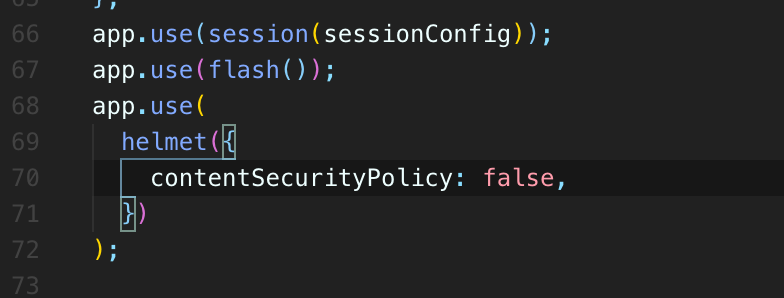 65 };
66 app.use(session(sessionConfig));
67 app.use(flash());
68 app.use(
69 helmet({
70 contentSecurityPolicy: false,
71 })
72 );
73